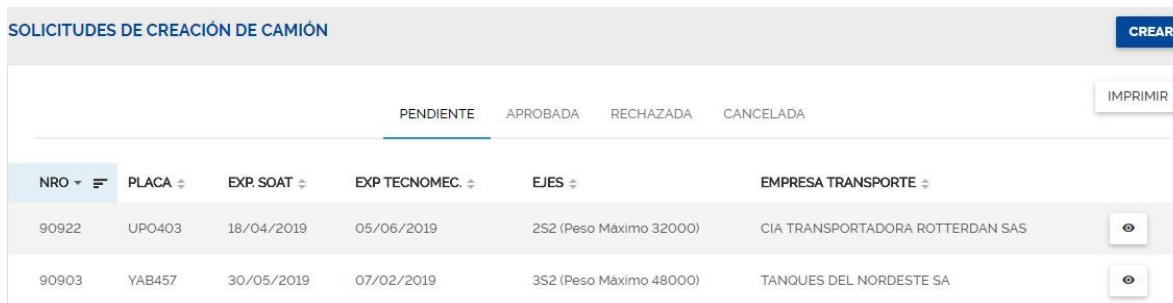 SOLICITUDES DE CREACIÓN DE CAMIÓN CREAR
IMPRIMIR
PENDIENTE APROBADA RECHAZADA CANCELADA
NRO PLACA EXP. SOAT EXP TECNOMEC. EJES EMPRESA TRANSPORTE
90922 UPO403 18/04/2019 05/06/2019 2S2 (Peso Máximo 32000) CIA TRANSPORTADORA ROTTERDAN SAS
90903 YAB457 30/05/2019 07/02/2019 3S2 (Peso Máximo 48000) TANQUES DEL NORDESTE SA